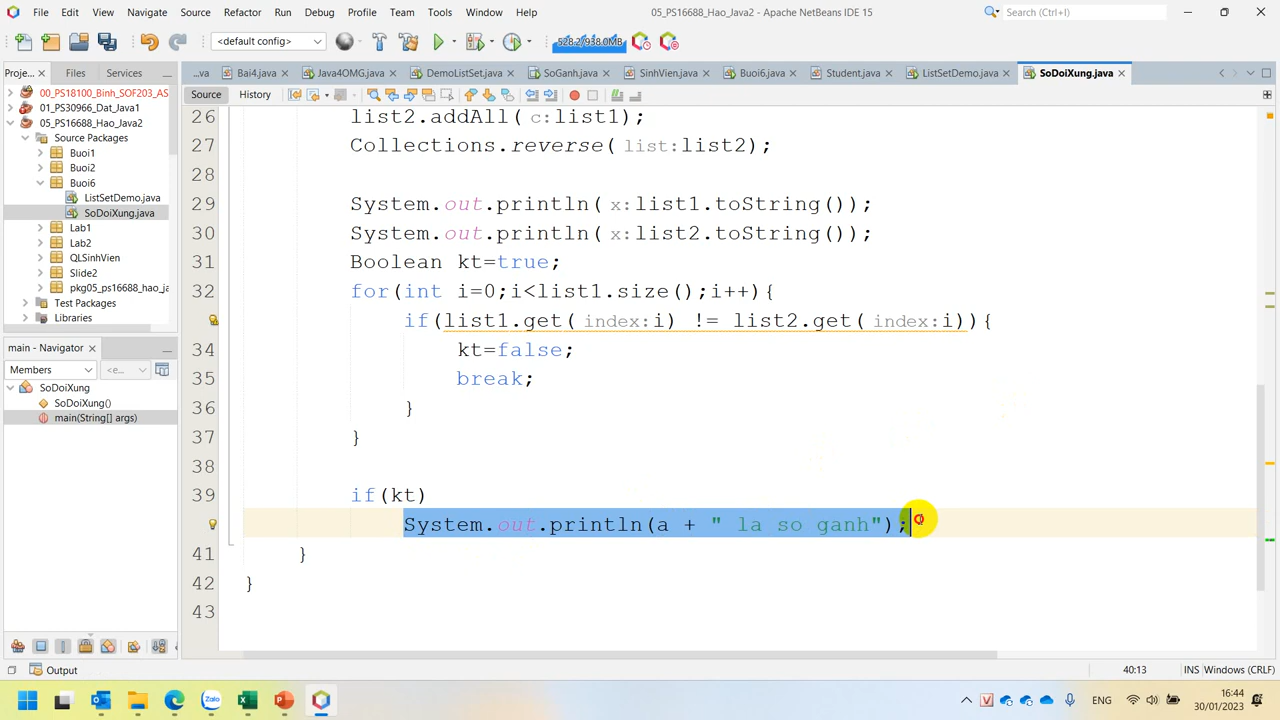 File Edit View Navigate Source Refactor Run Debug Profile Team Tools Window Help
05_PS16688_Hao_Java2 - Apache NetBeans IDE 15
Search (Ctrl+I)
<default config>
528.2/938.0MB
Proje...
Files
Services
...va
Bai4.java
Java4OMG.java
DemoListSet.java
SoGanh.java
SinhVien.java
Buoi6.java
Student.java
ListSetDemo.java
SoDoiXung.java
00_PS18100_Binh_SOF203_AS
01_PS30966_Dat_Java1
05_PS16688_Hao_Java2
Source Packages
Buoi1
Buoi2
Buoi6
ListSetDemo.java
SoDoiXung.java
Lab1
Lab2
QLSinhVien
Slide2
pkg05_ps16688_hao_ja
Test Packages
Libraries
main - Navigator
Members
<e...
SoDoiXung
SoDoiXung()
main(String[] args)
Source
History
26 list2.addAll( c:list1);
27 Collections.reverse( list:list2);
28
29 System.out.println( x:list1.toString());
30 System.out.println( x:list2.toString());
31 Boolean kt=true;
32 for(int i=0;i<list1.size();i++){
if(list1.get( index:i) != list2.get( index:i)){
34 kt=false;
35 break;
36 }
37 }
38
39 if(kt)
System.out.println(a + " la so ganh");
41 }
42 }
43
Output
40:13
INS
Windows (CRLF)
Zalo
ENG
16:44
30/01/2023